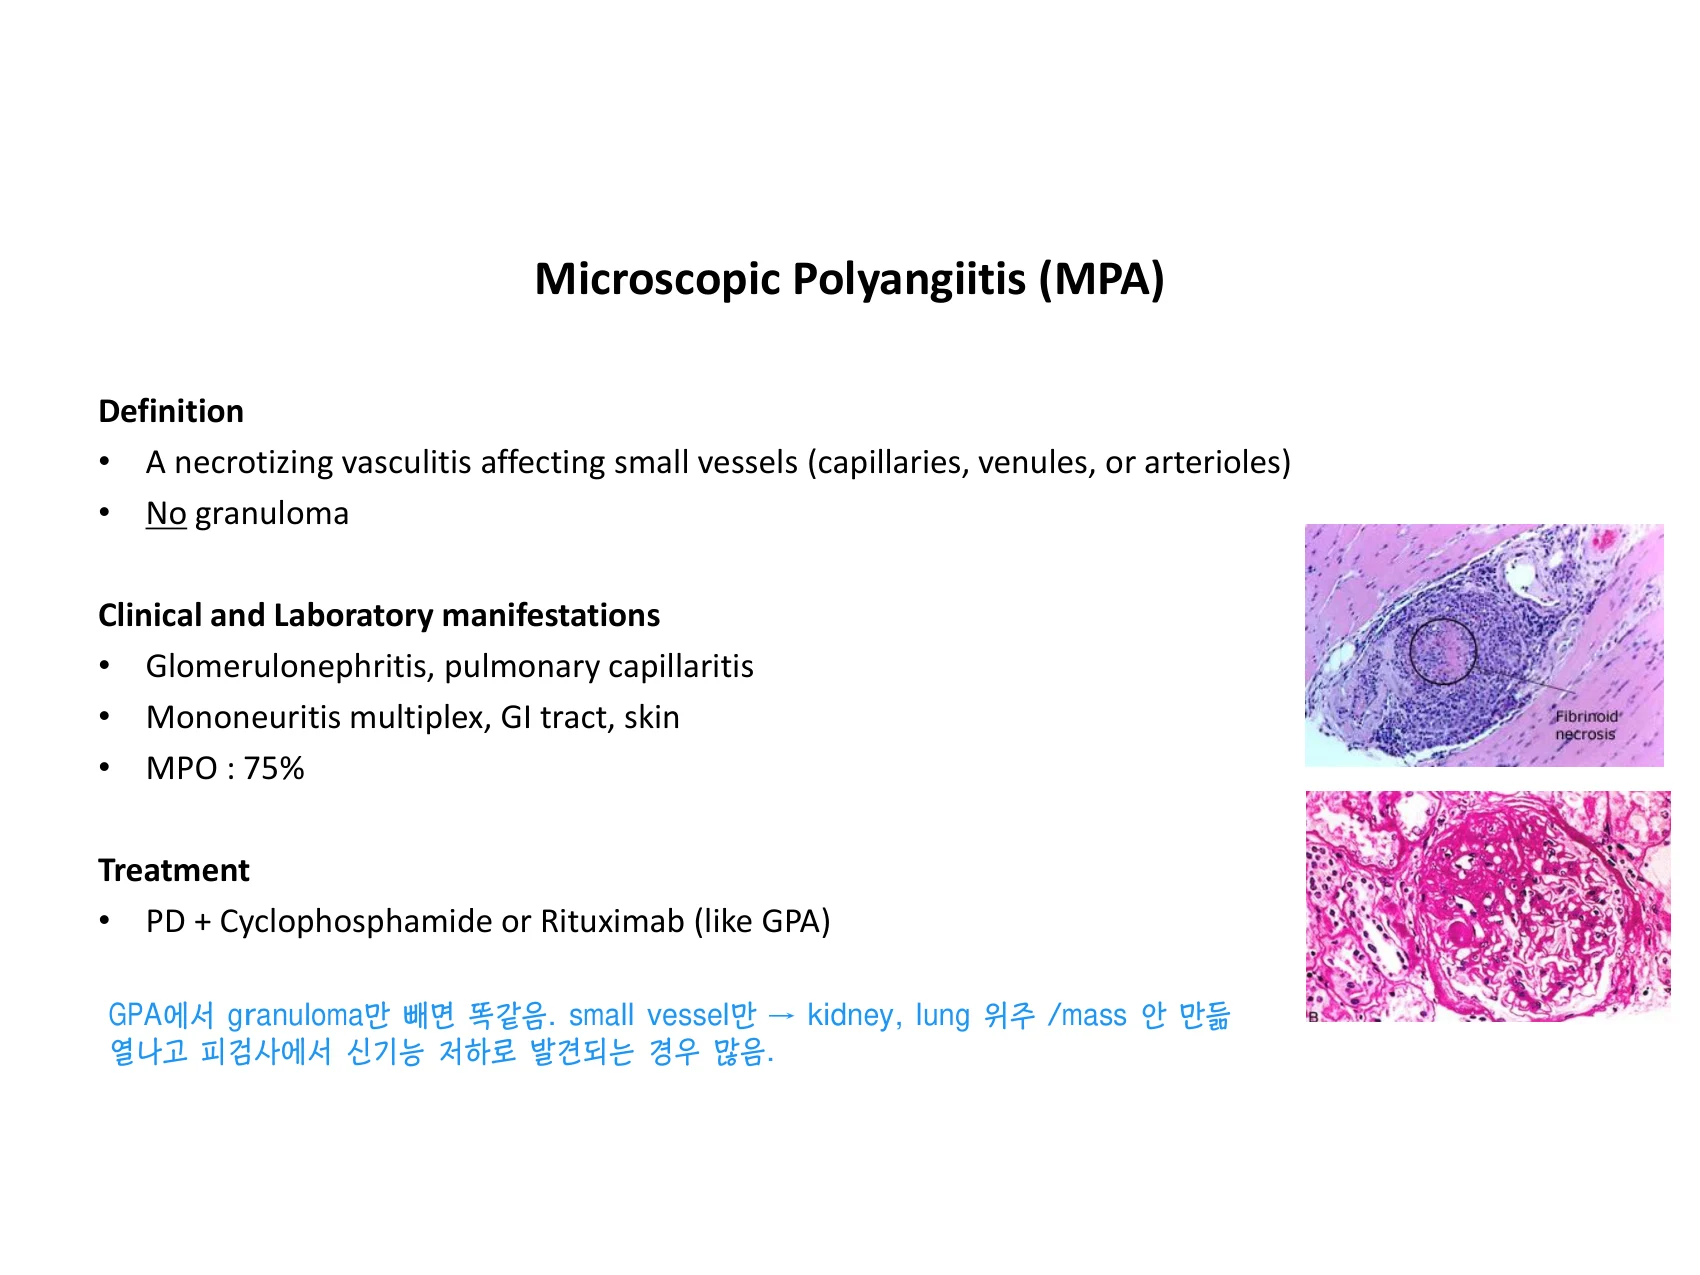 Microscopic Polyangiitis (MPA)
Definition
• A necrotizing vasculitis affecting small vessels (capillaries, venules, or arterioles)
• No granuloma
Clinical and Laboratory manifestations
• Glomerulonephritis, pulmonary capillaritis
• Mononeuritis multiplex, GI tract, skin
• MPO : 75%
Treatment
• PD + Cyclophosphamide or Rituximab (like GPA)
GPA에서 granuloma만 빼면 똑같음. small vessel만 → kidney, lung 위주 /mass 안 만듦
열나고 피검사에서 신기능 저하로 발견되는 경우 많음.
Fibrinoid
necrosis
B